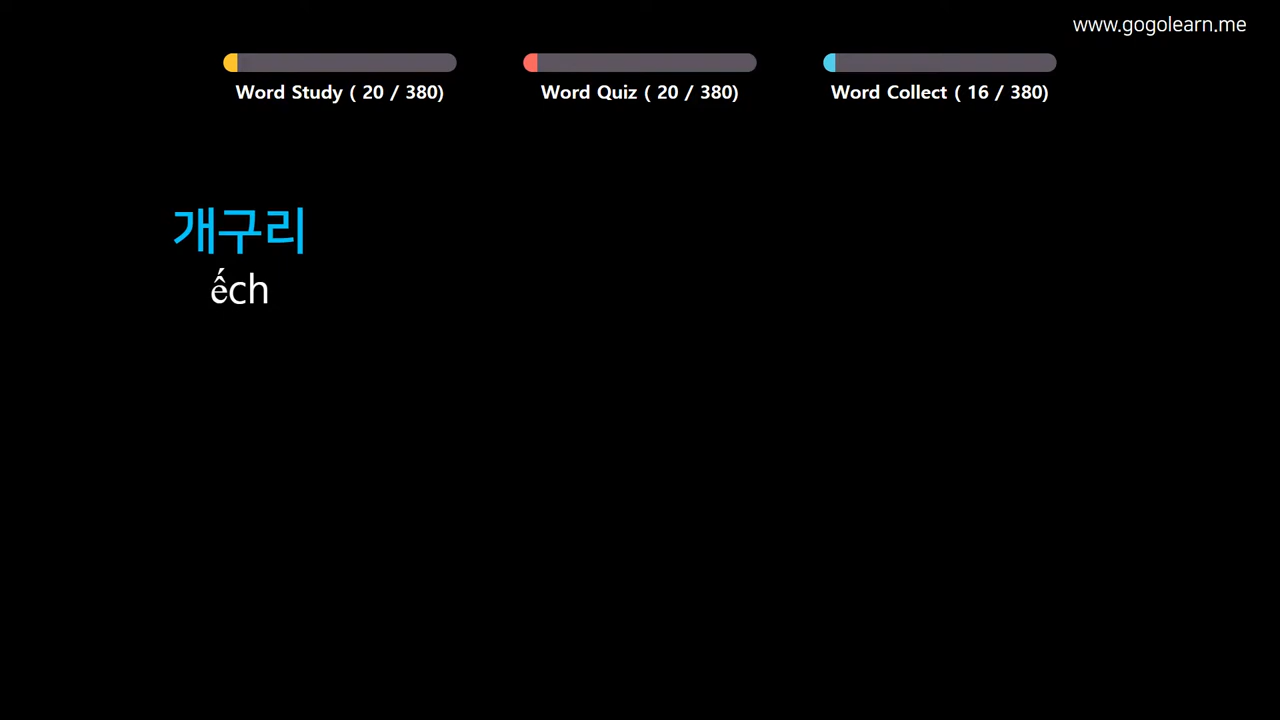 www.gogolearn.me
Word Study ( 20 / 380)
Word Quiz ( 20 / 380)
Word Collect ( 16 / 380)
개구리
ếch